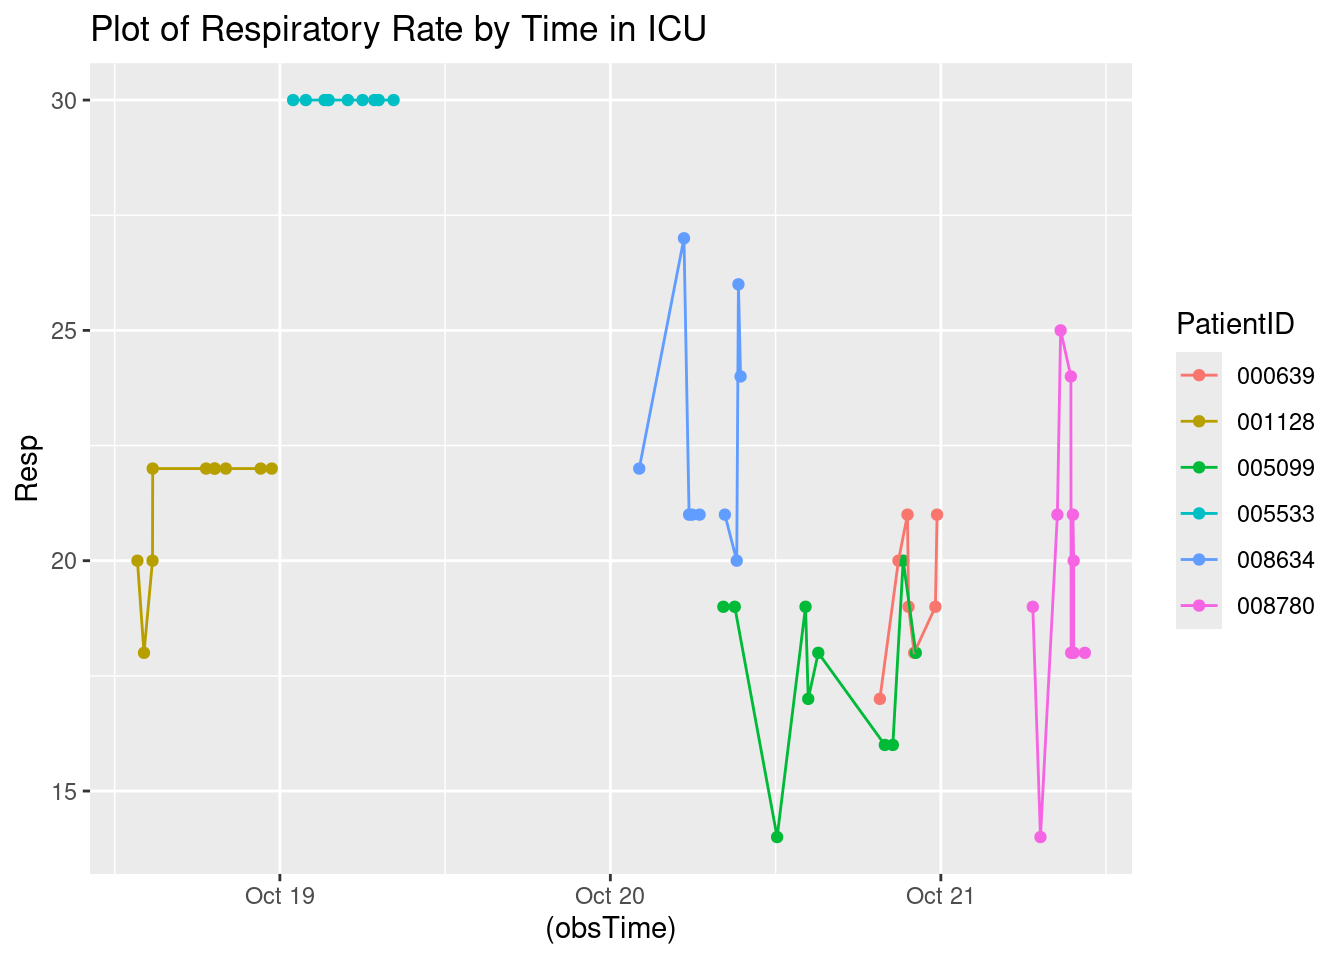 Plot of Respiratory Rate by Time in ICU
30
25
20
15
Resp
Oct 19
Oct 20
Oct 21
(obsTime)
PatientID
000639
001128
005099
005533
008634
008780